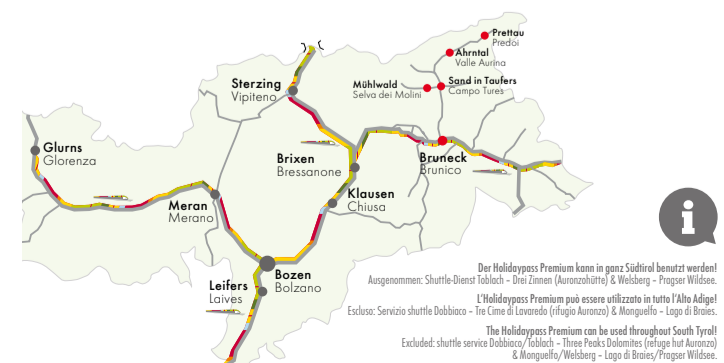 Prettau
Predoi
Ahrntal
Valle Aurina
Sand in Taufers
Campo Tures
Mühlwald
Selva dei Molini
Sterzing
Vipiteno
Glurns
Glorenza
Brixen
Bressanone
Bruneck
Brunico
Klausen
Chiusa
Meran
Merano
Bozen
Bolzano
Leifers
Laives
i
Der Holidaypass Premium kann in ganz Südtirol benutzt werden!
Ausgenommen: Shuttle-Dienst Toblach – Drei Zinnen (Auronzohütte) & Welsberg – Pragser Wildsee.
L'Holidaypass Premium può essere utilizzato in tutto l'Alto Adige!
Escluso: Servizio shuttle Dobbiaco – Tre Cime di Lavaredo (rifugio Auronzo) & Monguelfo – Lago di Braies.
The Holidaypass Premium can be used throughout South Tyrol!
Excluded: shuttle service Dobbiaco/Toblach – Three Peaks Dolomites (refuge hut Auronzo)
& Monguelfo/Welsberg – Lago di Braies/Pragser Wildsee.